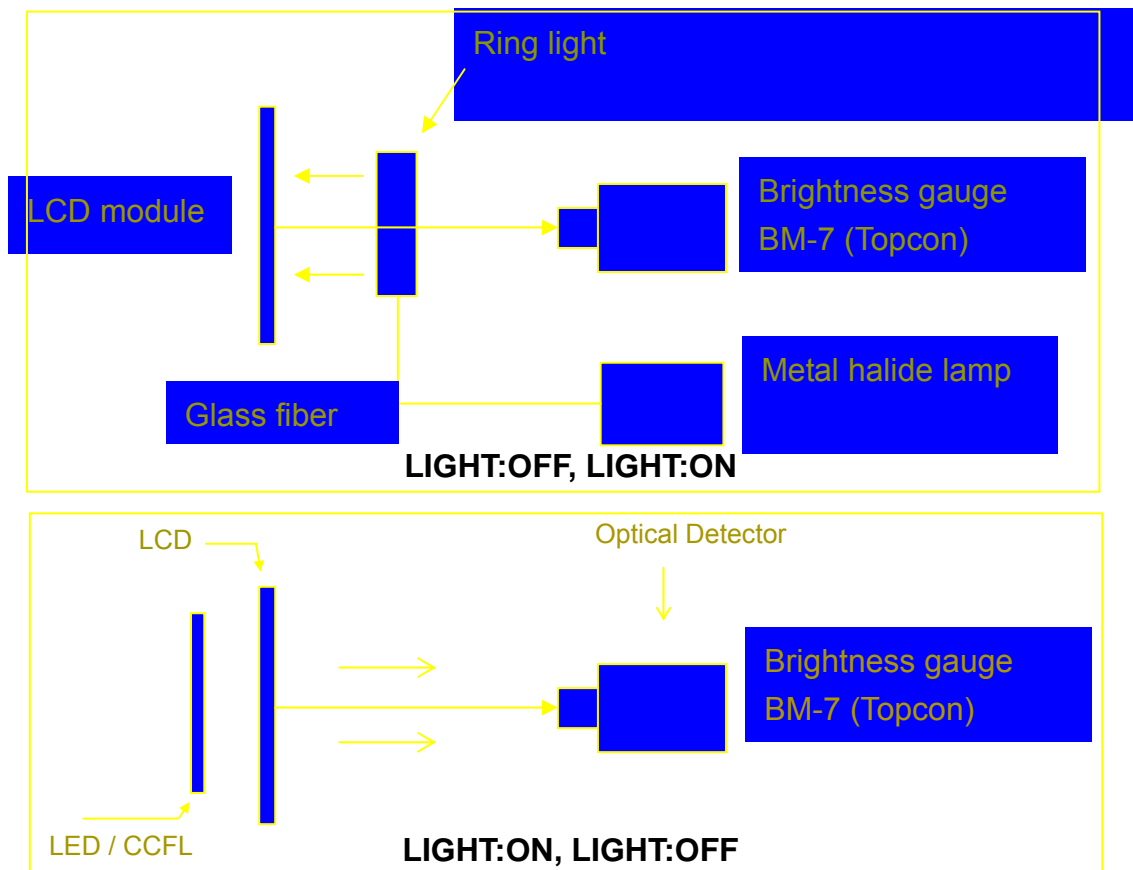 Ring light
LCD module
Brightness gauge
BM-7 (Topcon)
Metal halide lamp
Glass fiber
LIGHT:OFF, LIGHT:ON
LCD
Optical Detector
Brightness gauge
BM-7 (Topcon)
LED / CCFL
LIGHT:ON, LIGHT:OFF